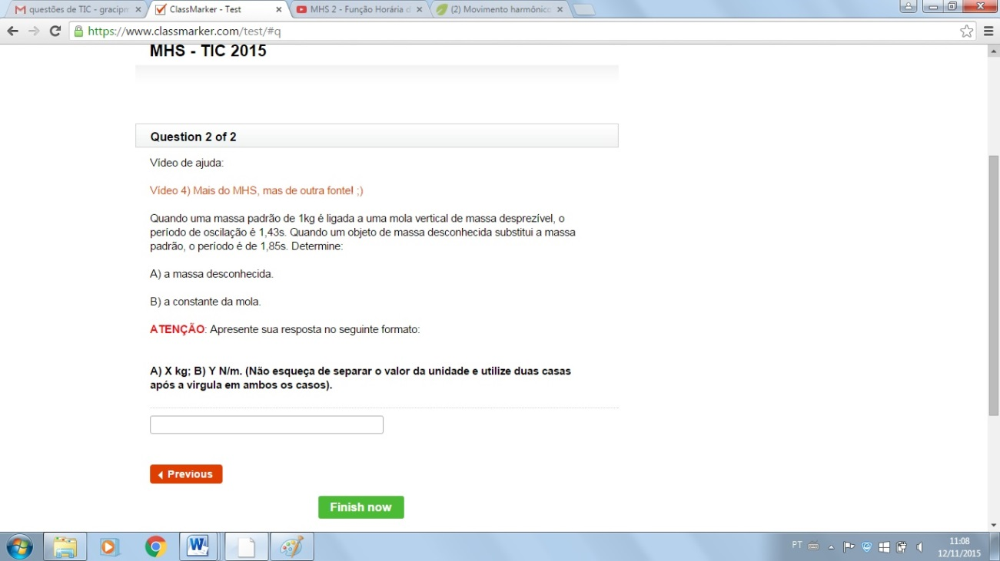 questões de TIC - gracipm
ClassMarker - Test
MHS 2 - Função Horária d
(2) Movimento harmônico
https://www.classmarker.com/test/#q
MHS - TIC 2015
Question 2 of 2
Vídeo de ajuda:
Vídeo 4) Mais do MHS, mas de outra fonte! ;)
Quando uma massa padrão de 1kg é ligada a uma mola vertical de massa desprezível, o
período de oscilação é 1,43s. Quando um objeto de massa desconhecida substitui a massa
padrão, o período é de 1,85s. Determine:
A) a massa desconhecida.
B) a constante da mola.
ATENÇÃO: Apresente sua resposta no seguinte formato:
A) X kg; B) Y N/m. (Não esqueça de separar o valor da unidade e utilize duas casas
após a virgula em ambos os casos).
Previous
Finish now
PT
11:08
12/11/2015